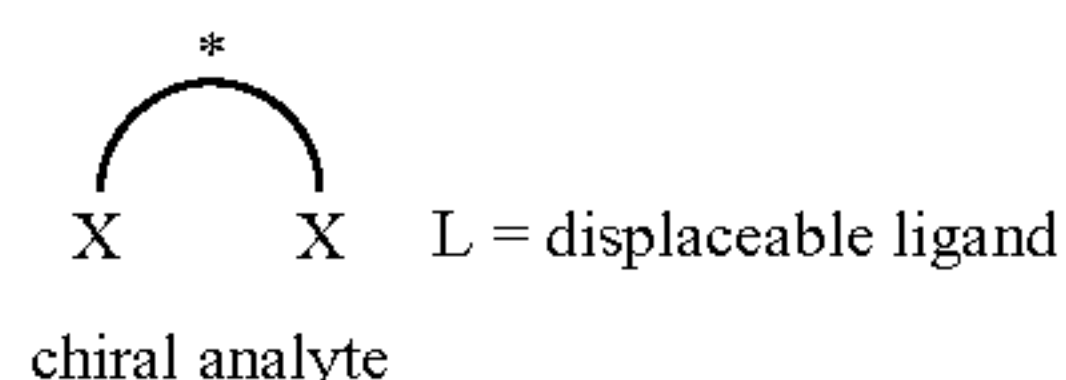 *
X X L = displaceable ligand
chiral analyte